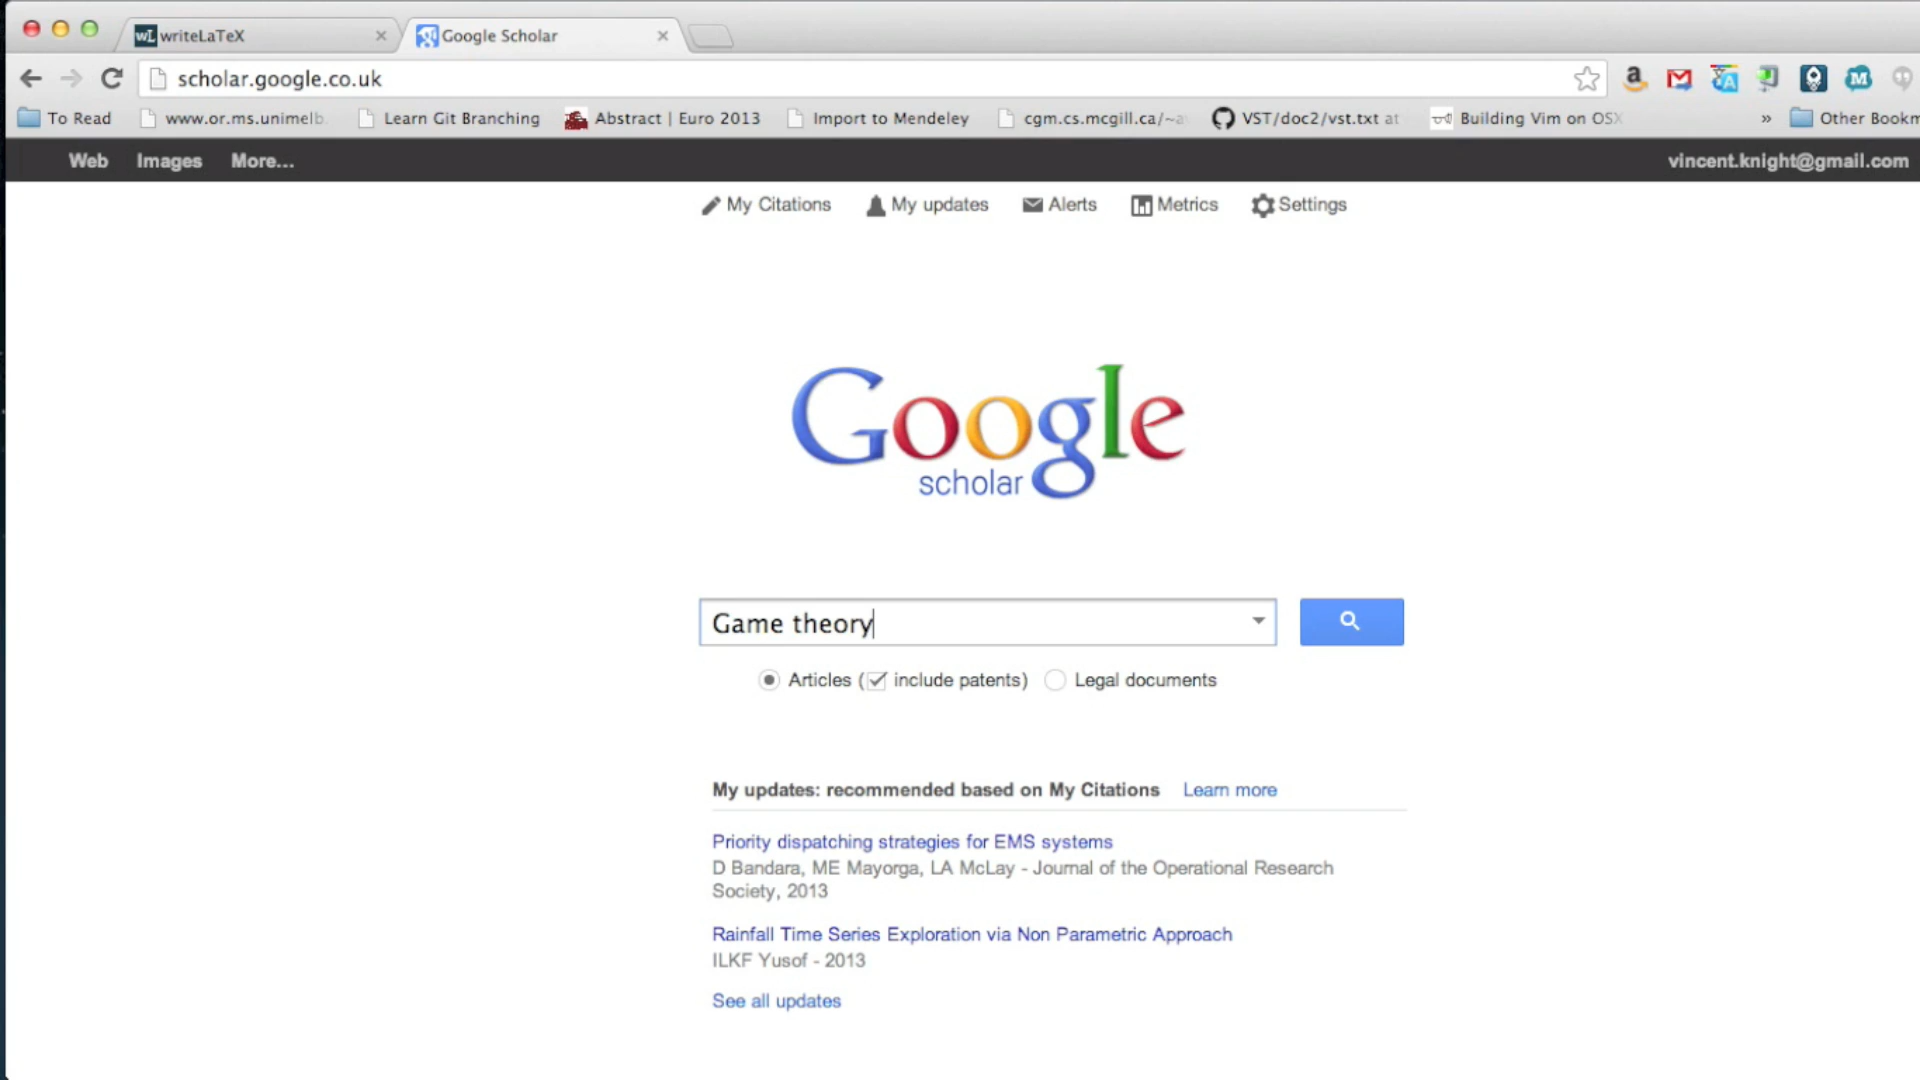 writeLaTeX
Google Scholar
scholar.google.co.uk
To Read www.or.ms.unimelb. Learn Git Branching Abstract | Euro 2013 Import to Mendeley cgm.cs.mcgill.ca/~a VST/doc2/vst.txt at Building Vim on OSX » Other Bookm
Web Images More... vincent.knight@gmail.com
My Citations My updates Alerts Metrics Settings
Google
scholar
Game theory
Articles (include patents) Legal documents
My updates: recommended based on My Citations Learn more
Priority dispatching strategies for EMS systems
D Bandara, ME Mayorga, LA McLay - Journal of the Operational Research
Society, 2013
Rainfall Time Series Exploration via Non Parametric Approach
ILKF Yusof - 2013
See all updates